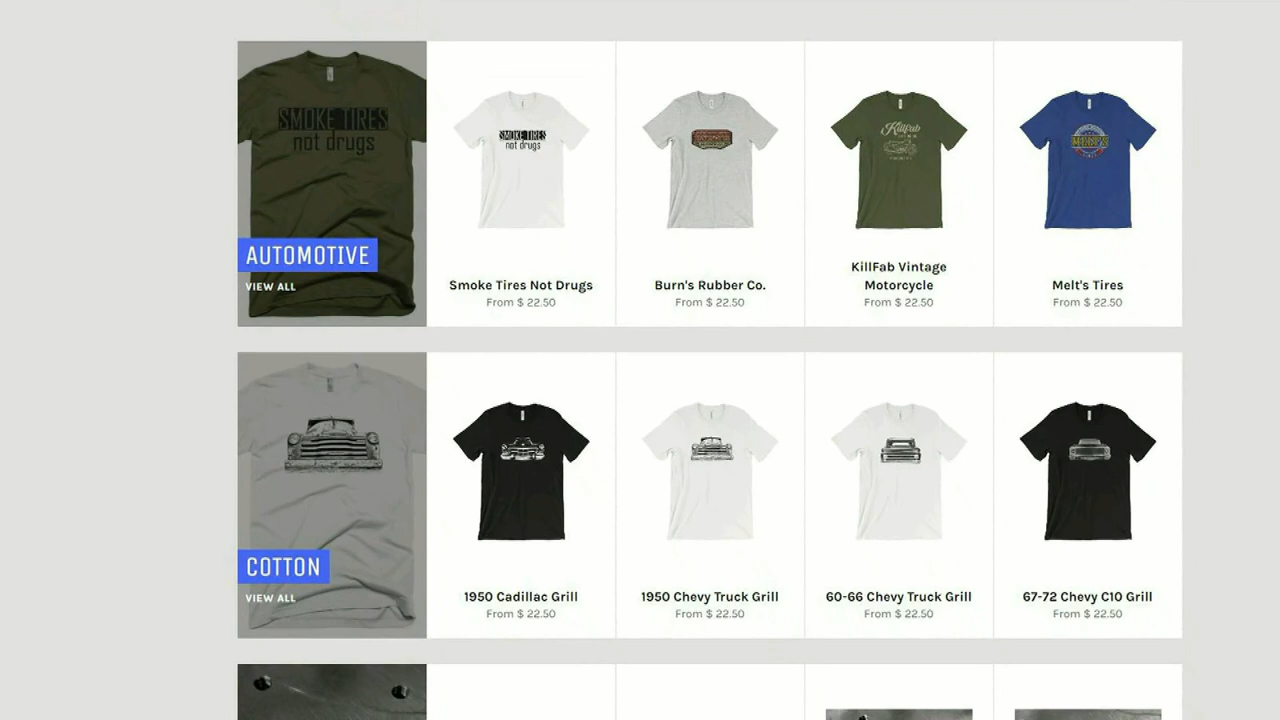 SMOKE TIRES
not drugs
AUTOMOTIVE
VIEW ALL
SMOKE TIRES
not drugs
Smoke Tires Not Drugs
From $ 22.50
Burn's Rubber Co.
From $ 22.50
KillFab
KillFab Vintage
Motorcycle
From $ 22.50
MELT'S
Melt's Tires
From $ 22.50
COTTON
VIEW ALL
1950 Cadillac Grill
From $ 22.50
1950 Chevy Truck Grill
From $ 22.50
60-66 Chevy Truck Grill
From $ 22.50
67-72 Chevy C10 Grill
From $ 22.50